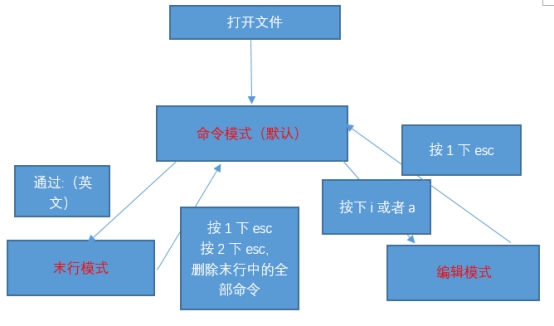 打开文件
命令模式（默认）
按 1 下 esc
通过:（英
文）
按下 i 或者 a
按 1 下 esc
按 2 下 esc,
删除末行中的全
部命令
末行模式
编辑模式